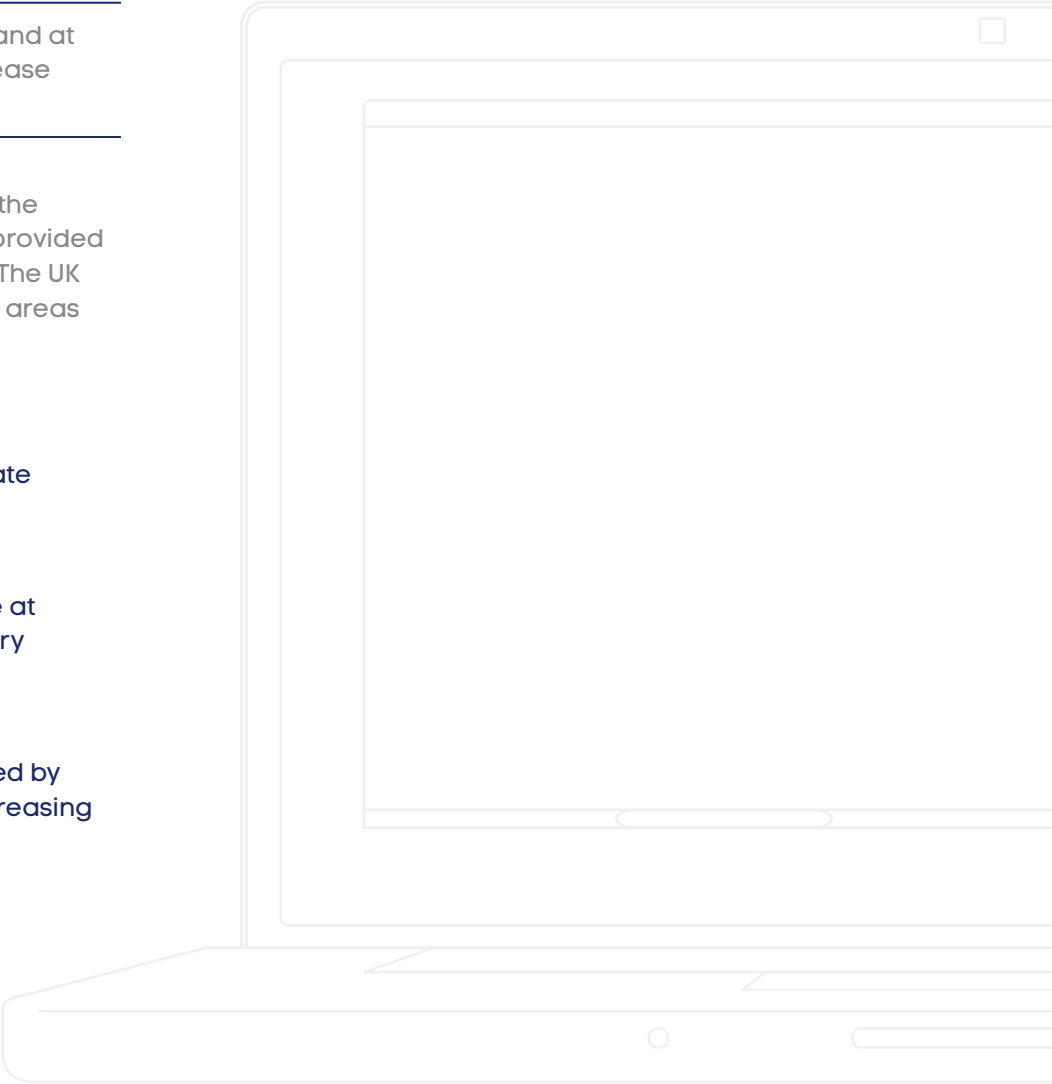 and at
ease
the
provided
The UK
areas
ate
at
ry
ed by
reasing